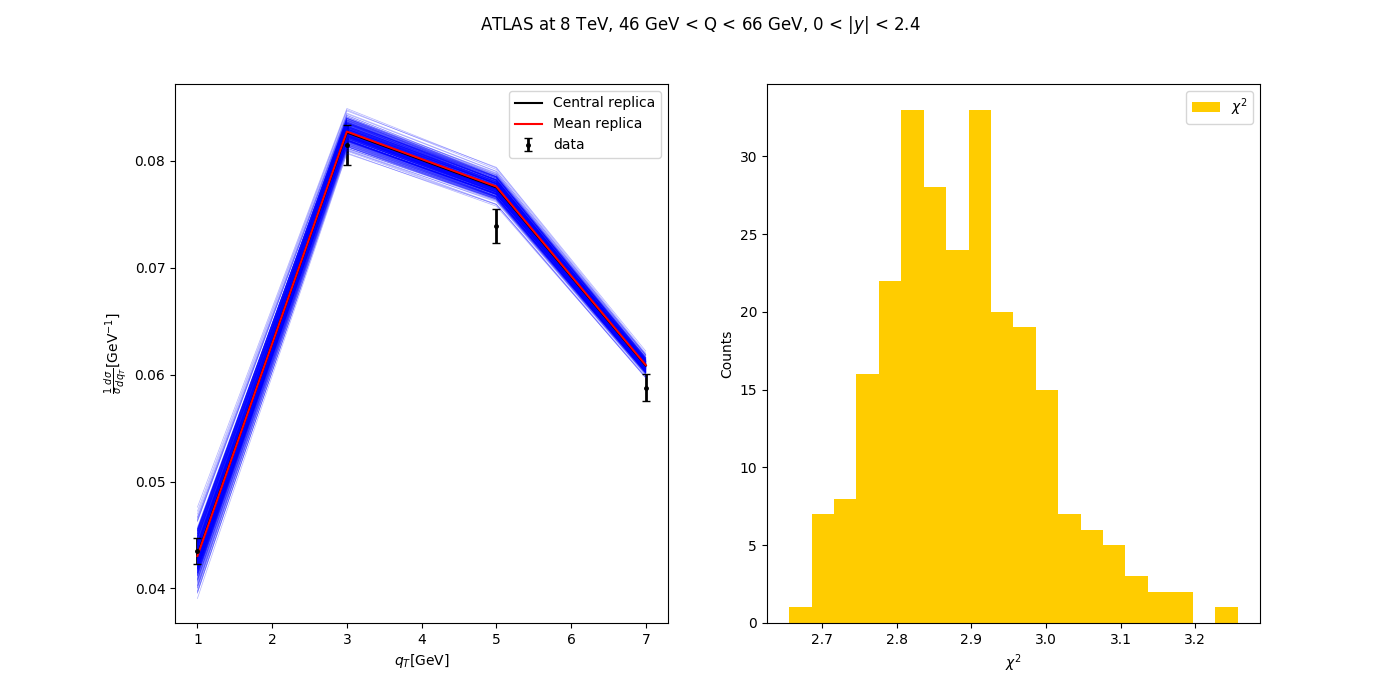 ATLAS at 8 TeV, 46 GeV < Q < 66 GeV, 0 < |y| < 2.4
Central replica
Mean replica
data
0.08
0.07
0.06
0.05
0.04
1/σ dσ/dq_T [GeV⁻¹]
1 2 3 4 5 6 7
q_T [GeV]
χ²
30
25
20
15
10
5
0
Counts
2.7 2.8 2.9 3.0 3.1 3.2
χ²